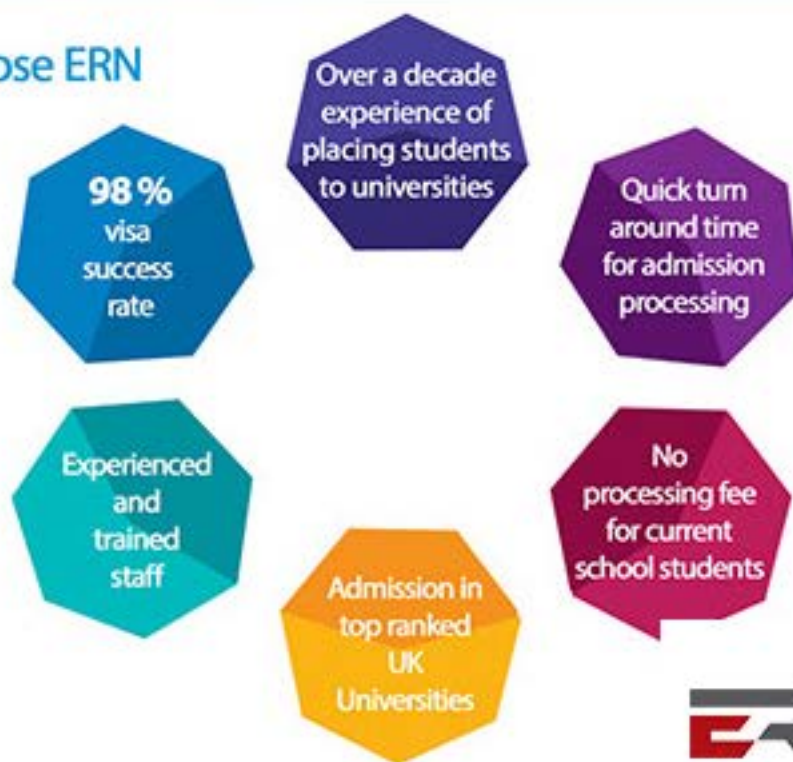 ose ERN
Over a decade
experience of
placing students
to universities
98 %
visa
success
rate
Quick turn
around time
for admission
processing
Experienced
and
trained
staff
No
processing fee
for current
school students
Admission in
top ranked
UK
Universities